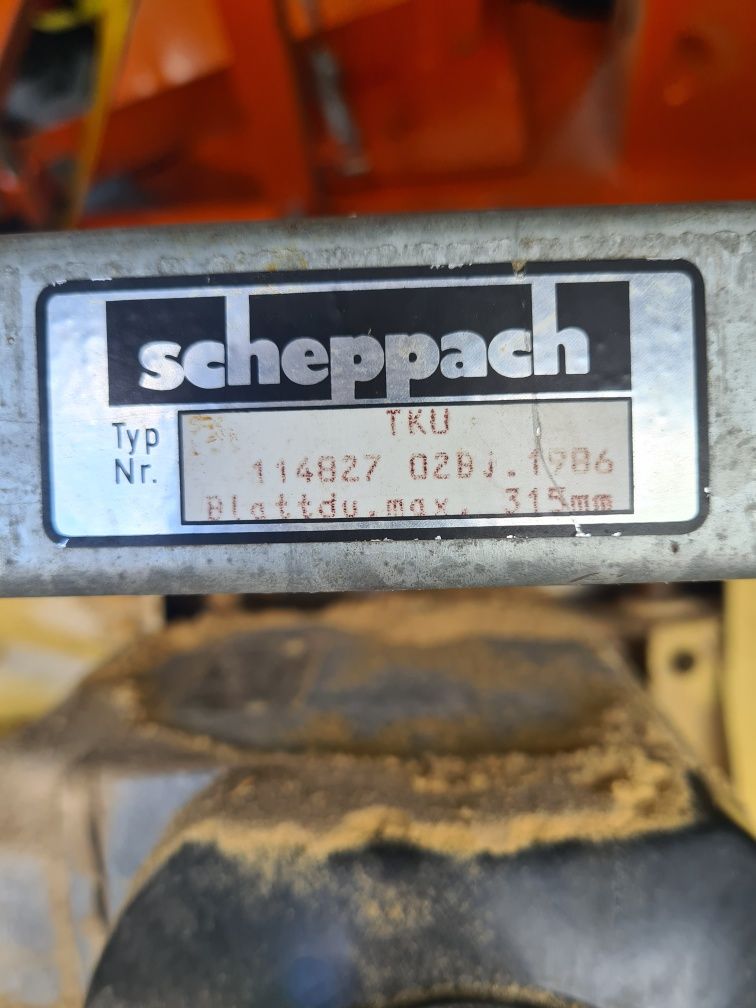 scheppach
Typ TKU
Nr. 114827 02BJ.1986
Blattdu.max. 315mm